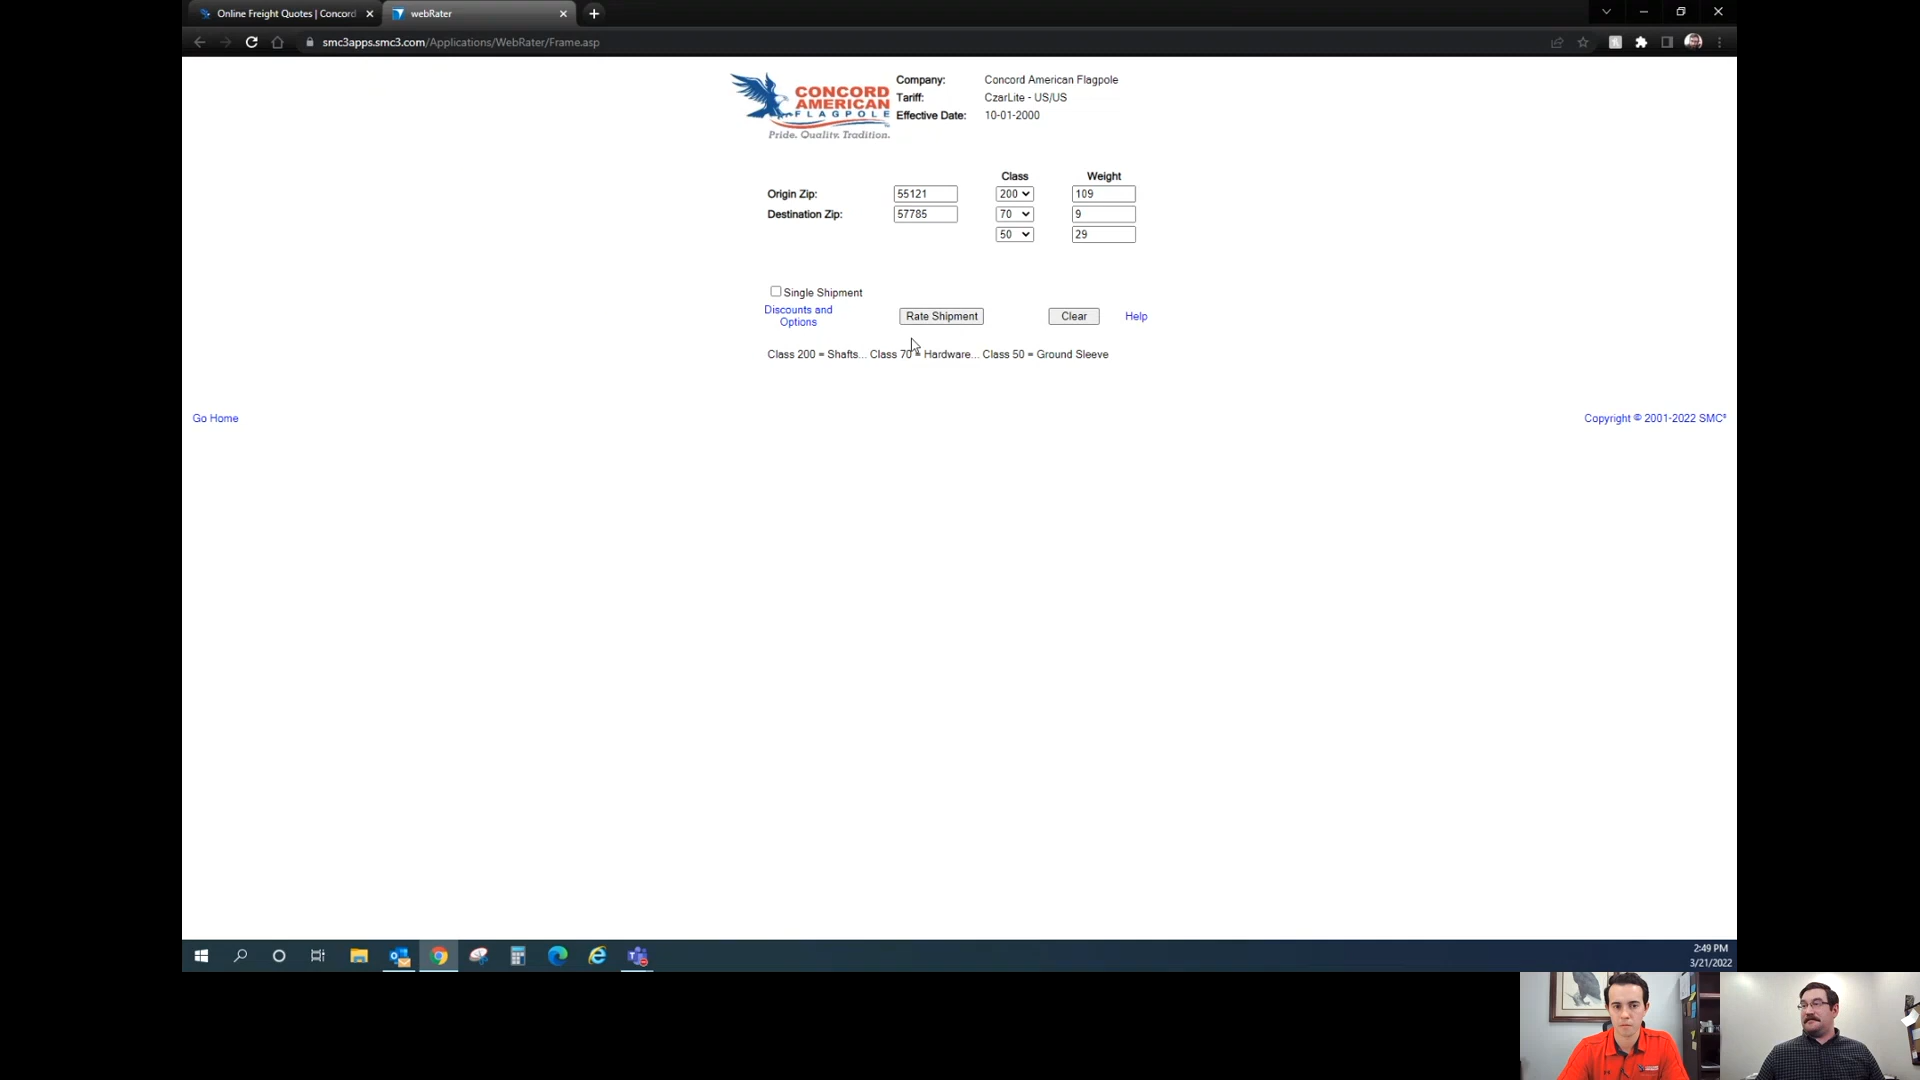 Online Freight Quotes | Concord
webRater
smc3apps.smc3.com/Applications/WebRater/Frame.asp
CONCORD
AMERICAN
FLAGPOLE
Pride. Quality. Tradition.
Company: Concord American Flagpole
Tariff: CzarLite - US/US
Effective Date: 10-01-2000
Class Weight
Origin Zip: 55121 200 109
Destination Zip: 57785 70 9
50 29
Single Shipment
Discounts and
Options
Rate Shipment Clear Help
Class 200 = Shafts... Class 70 = Hardware... Class 50 = Ground Sleeve
Go Home
Copyright © 2001-2022 SMC³
2:49 PM
3/21/2022